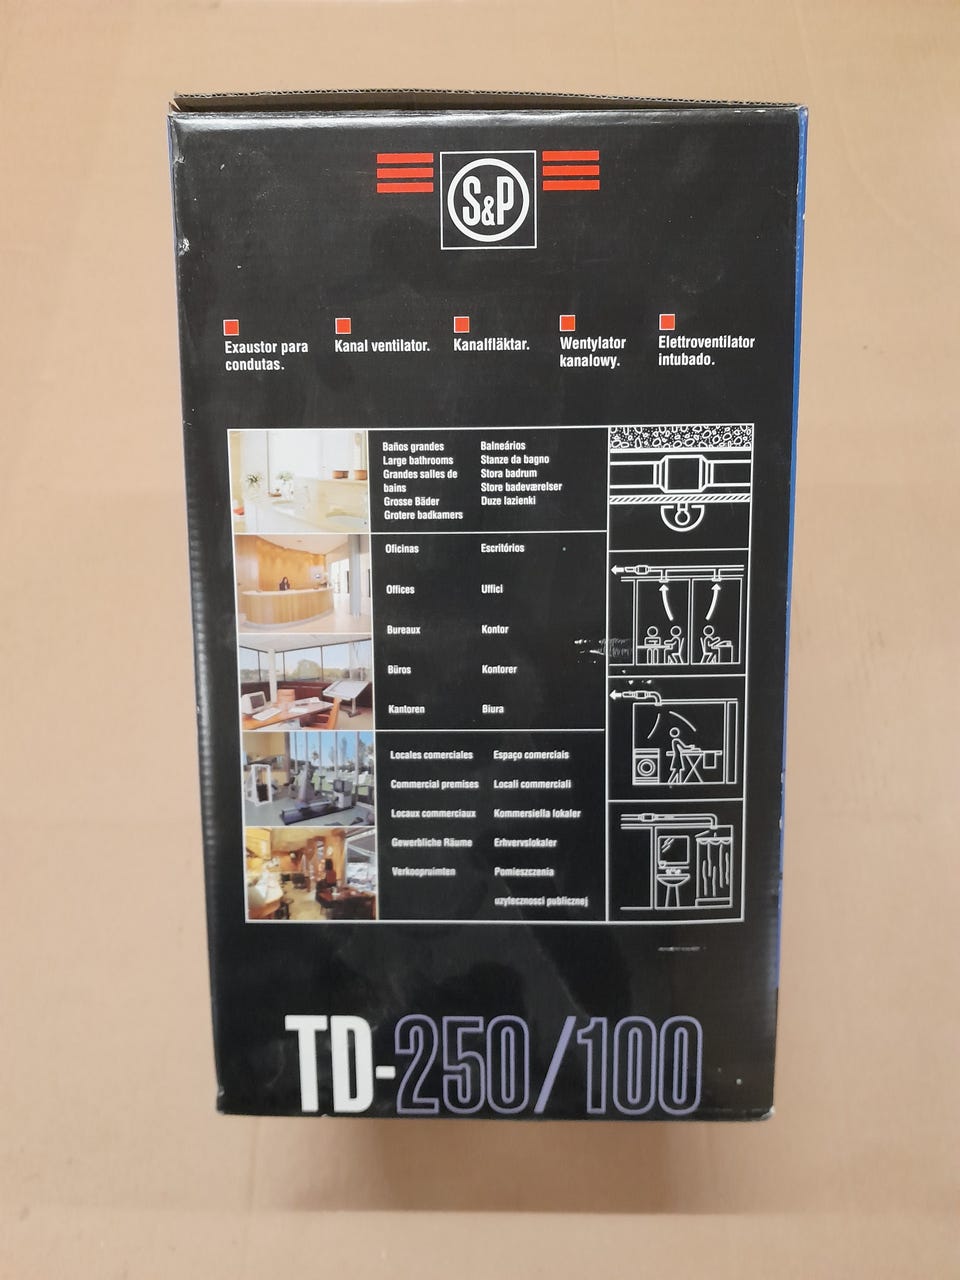 S&P
Exaustor para
condutas.
Kanal ventilator.
Kanalfläktar.
Wentylator
kanalowy.
Elettroventilator
intubado.
Baños grandes
Large bathrooms
Grandes salles de
bains
Grosse Bäder
Grotere badkamers
Balneários
Stanze da bagno
Stora badrum
Store badeværelser
Duze lazienki
Oficinas
Offices
Bureaux
Büros
Kantoren
Escritórios
Uffici
Kontor
Kontorer
Biura
Locales comerciales
Commercial premises
Locaux commerciaux
Gewerbliche Räume
Verkoopruimten
Espaço comerciais
Locali commerciali
Kommersiella lokaler
Erhvervslokaler
Pomieszczenia
uzytecznosci publicznej
TD-250/100